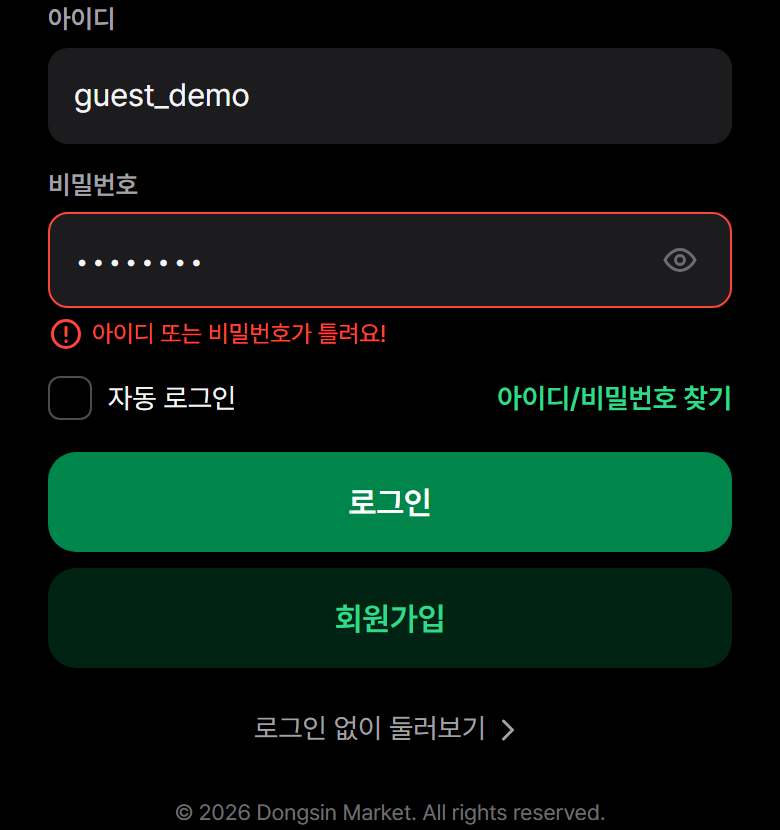 아이디
guest_demo
비밀번호
••••••••
아이디 또는 비밀번호가 틀려요!
자동 로그인
아이디/비밀번호 찾기
로그인
회원가입
로그인 없이 둘러보기
© 2026 Dongsin Market. All rights reserved.